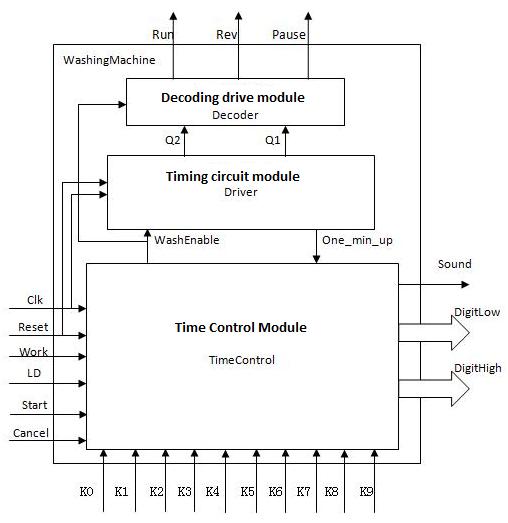 Run Rev Pause
WashingMachine
Decoding drive module
Decoder
Q2 Q1
Timing circuit module
Driver
WashEnable One_min_up
Sound
Clk
DigitLow
Reset
Time Control Module
Work
TimeControl
DigitHigh
LD
Start
Cancel
K0 K1 K2 K3 K4 K5 K6 K7 K8 K9